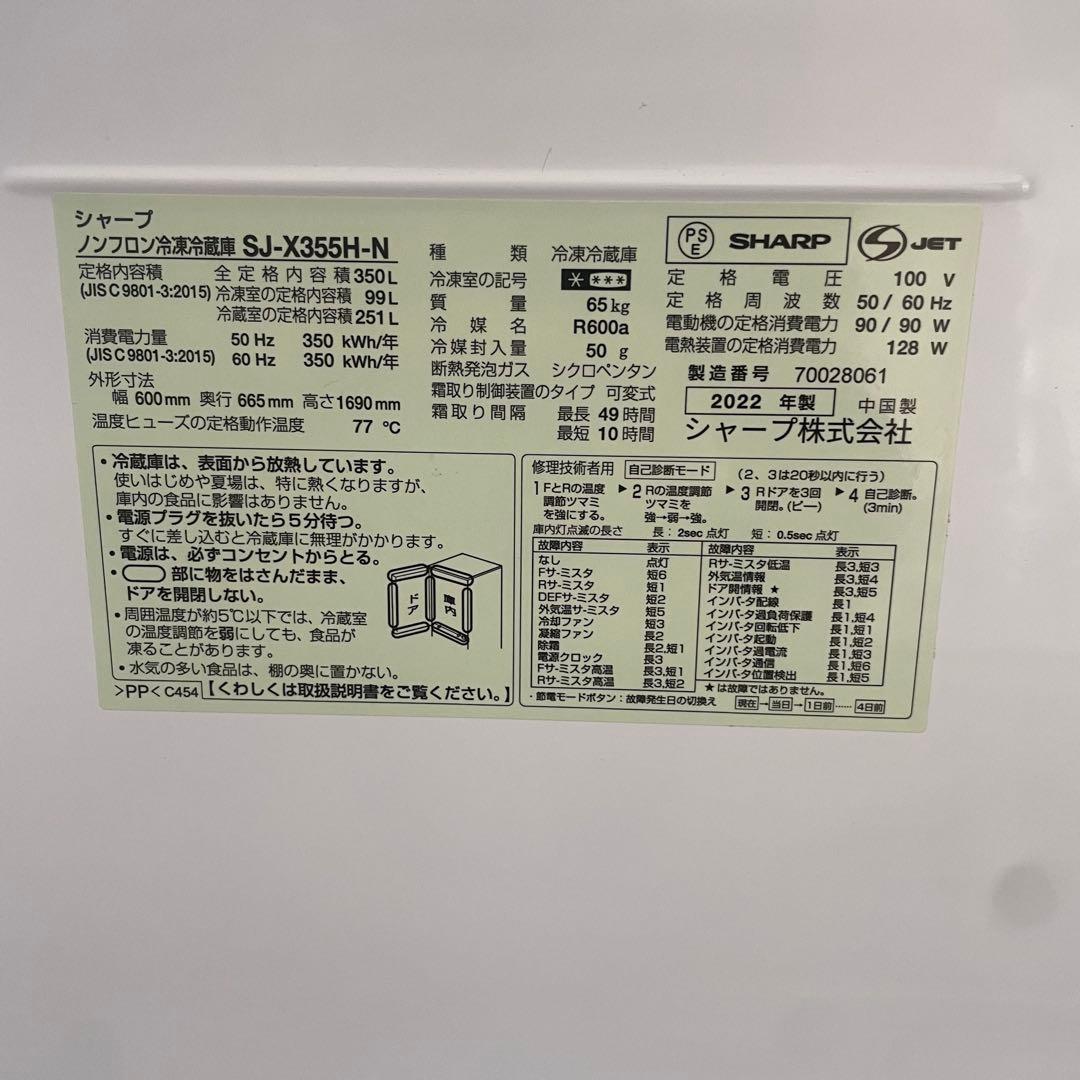 シャープ
ノンフロン冷凍冷蔵庫 SJ-X355H-N
定格内容積 全定格内容積 350 L
(JIS C 9801-3:2015) 冷凍室の定格内容積 99 L
冷蔵室の定格内容積 251 L
消費電力量 50 Hz 350 kWh/年
(JIS C 9801-3:2015) 60 Hz 350 kWh/年
外形寸法
幅 600 mm 奥行 665 mm 高さ 1690 mm
温度ヒューズの定格動作温度 77 ℃
種類 冷凍冷蔵庫
冷凍室の記号 * ***
質量 65 kg
冷媒名 R600a
冷媒封入量 50 g
断熱発泡ガス シクロペンタン
霜取り制御装置のタイプ 可変式
霜取り間隔 最長 49 時間
最短 10 時間
PSE SHARP S JET
定格電圧 100 V
定格周波数 50 / 60 Hz
電動機の定格消費電力 90 / 90 W
電熱装置の定格消費電力 128 W
製造番号 70028061
2022 年製 中国製
シャープ株式会社
・冷蔵庫は、表面から放熱しています。
使いはじめや夏場は、特に熱くなりますが、
庫内の食品に影響はありません。
・電源プラグを抜いたら5分待つ。
すぐに差し込むと冷蔵庫に無理がかかります。
・電源は、必ずコンセントからとる。
・ 部に物をはさんだまま、
ドアを開閉しない。
ドア 庫内
・周囲温度が約5℃以下では、冷蔵室
の温度調節を弱にしても、食品が
凍ることがあります。
・水気の多い食品は、棚の奥に置かない。
>PP< C454 【くわしくは取扱説明書をご覧ください。】
修理技術者用 自己診断モード (2、3は20秒以内に行う)
1 FとRの温度調節ツマミを強にする。 ▶ 2 Rの温度調節ツマミを強→弱→強。 ▶ 3 Rドアを3回開閉。(ピー) ▶ 4 自己診断。(3min)
庫内灯点滅の長さ 長：2sec 点灯 短：0.5sec 点灯
故障内容 表示 故障内容 表示
なし 点灯 Rサ-ミスタ低温 長3,短3
Fサ-ミスタ 短6 外気温情報 長3,短4
Rサ-ミスタ 短1 ドア開情報 ★ 長3,短5
DEFサ-ミスタ 短2 インバータ配線 長1
外気温サ-ミスタ 短5 インバータ過負荷保護 長1,短4
冷却ファン 短3 インバータ回転低下 長1,短1
凝縮ファン 長2 インバータ起動 長1,短2
除霜 長2,短1 インバータ過電流 長1,短3
電源クロック 長3 インバータ通信 長1,短6
Fサ-ミスタ高温 長3,短1 インバータ位置検出 長1,短5
Rサ-ミスタ高温 長3,短2 ★は故障ではありません。
・節電モードボタン：故障発生日の切換え 現在→当日→1日前……4日前